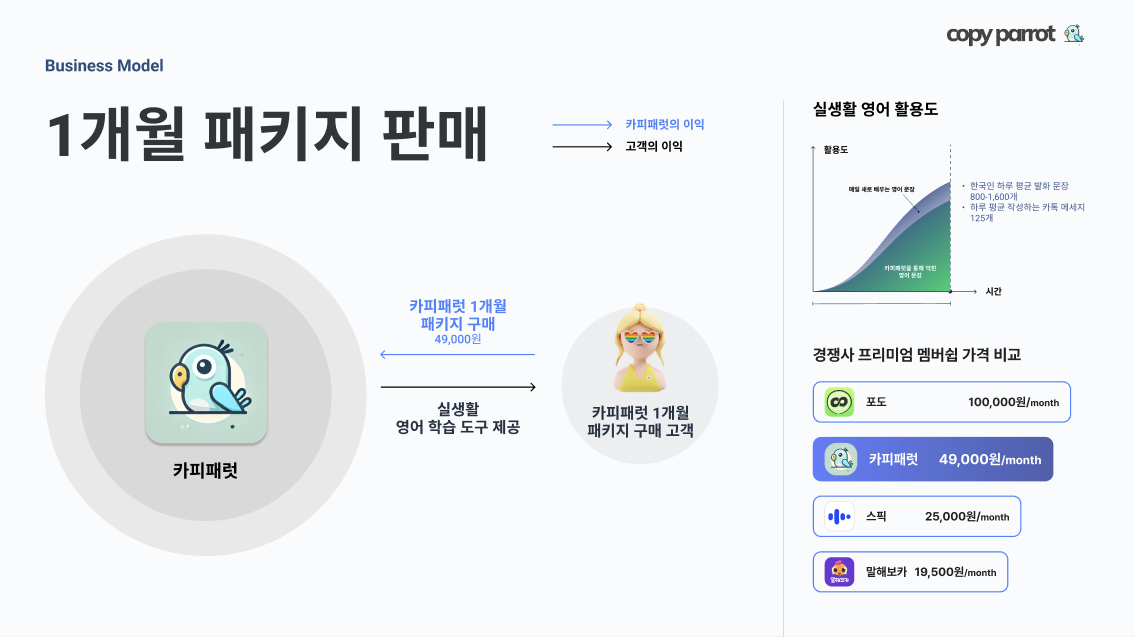 copy parrot
Business Model
1개월 패키지 판매
카피패럿의 이익
고객의 이익
카피패럿
카피패럿 1개월
패키지 구매
49,000원
실생활
영어 학습 도구 제공
카피패럿 1개월
패키지 구매 고객
실생활 영어 활용도
활용도
매일 새로 배우는 영어 문장
카피패럿을 통해 익힌
영어 문장
시간
• 한국인 하루 평균 발화 문장
800-1,600개
• 하루 평균 작성하는 카톡 메세지
125개
경쟁사 프리미엄 멤버쉽 가격 비교
포도 100,000원/month
카피패럿 49,000원/month
스픽 25,000원/month
말해보카
말해보카 19,500원/month